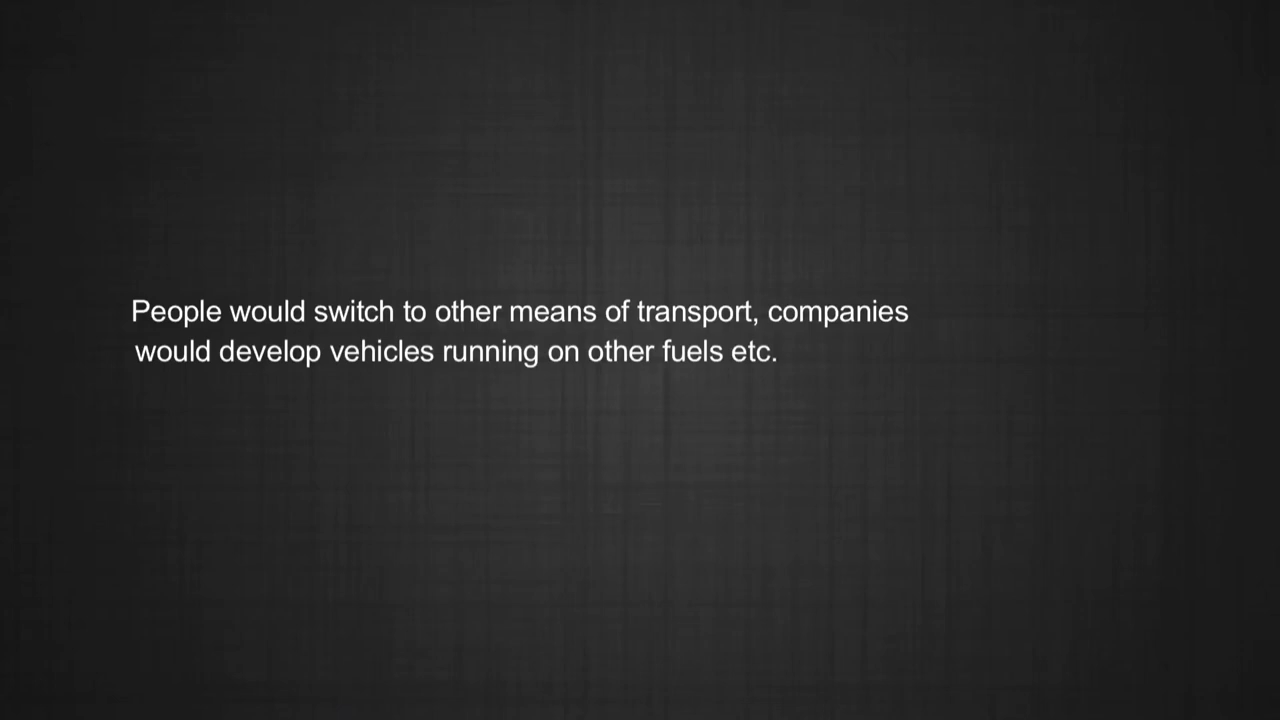 People would switch to other means of transport, companies
would develop vehicles running on other fuels etc.